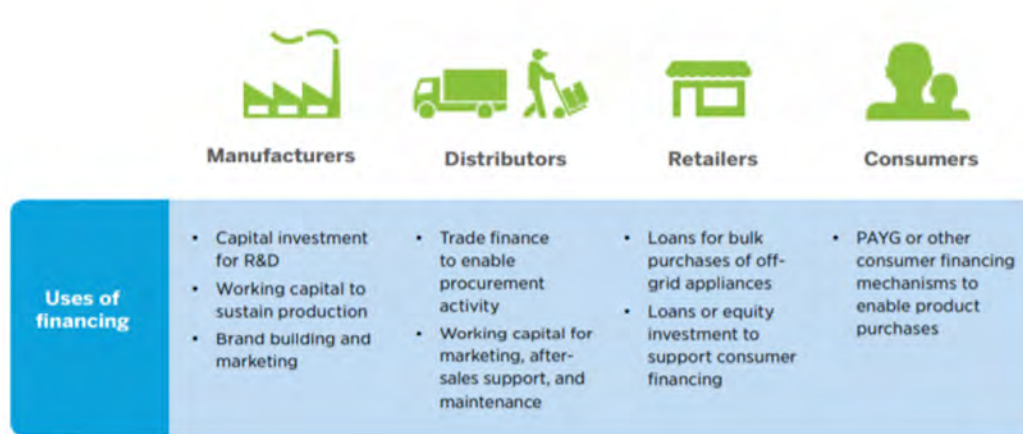 Manufacturers
Distributors
Retailers
Consumers
Uses of
financing
• Capital investment
for R&D
• Working capital to
sustain production
• Brand building and
marketing
• Trade finance
to enable
procurement
activity
• Working capital for
marketing, after-
sales support, and
maintenance
• Loans for bulk
purchases of off-
grid appliances
• Loans or equity
investment to
support consumer
financing
• PAYG or other
consumer financing
mechanisms to
enable product
purchases